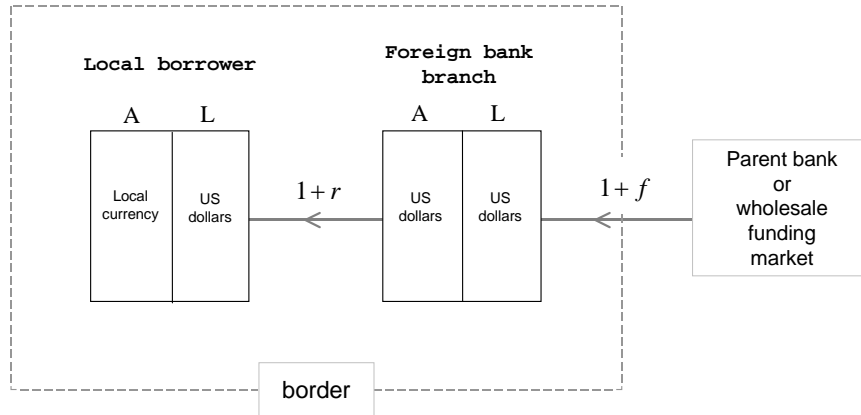 Local borrower
Foreign bank
branch
A
L
A
L
Local
currency
US
dollars
1+r
US
dollars
US
dollars
1+f
Parent bank
or
wholesale
funding
market
border